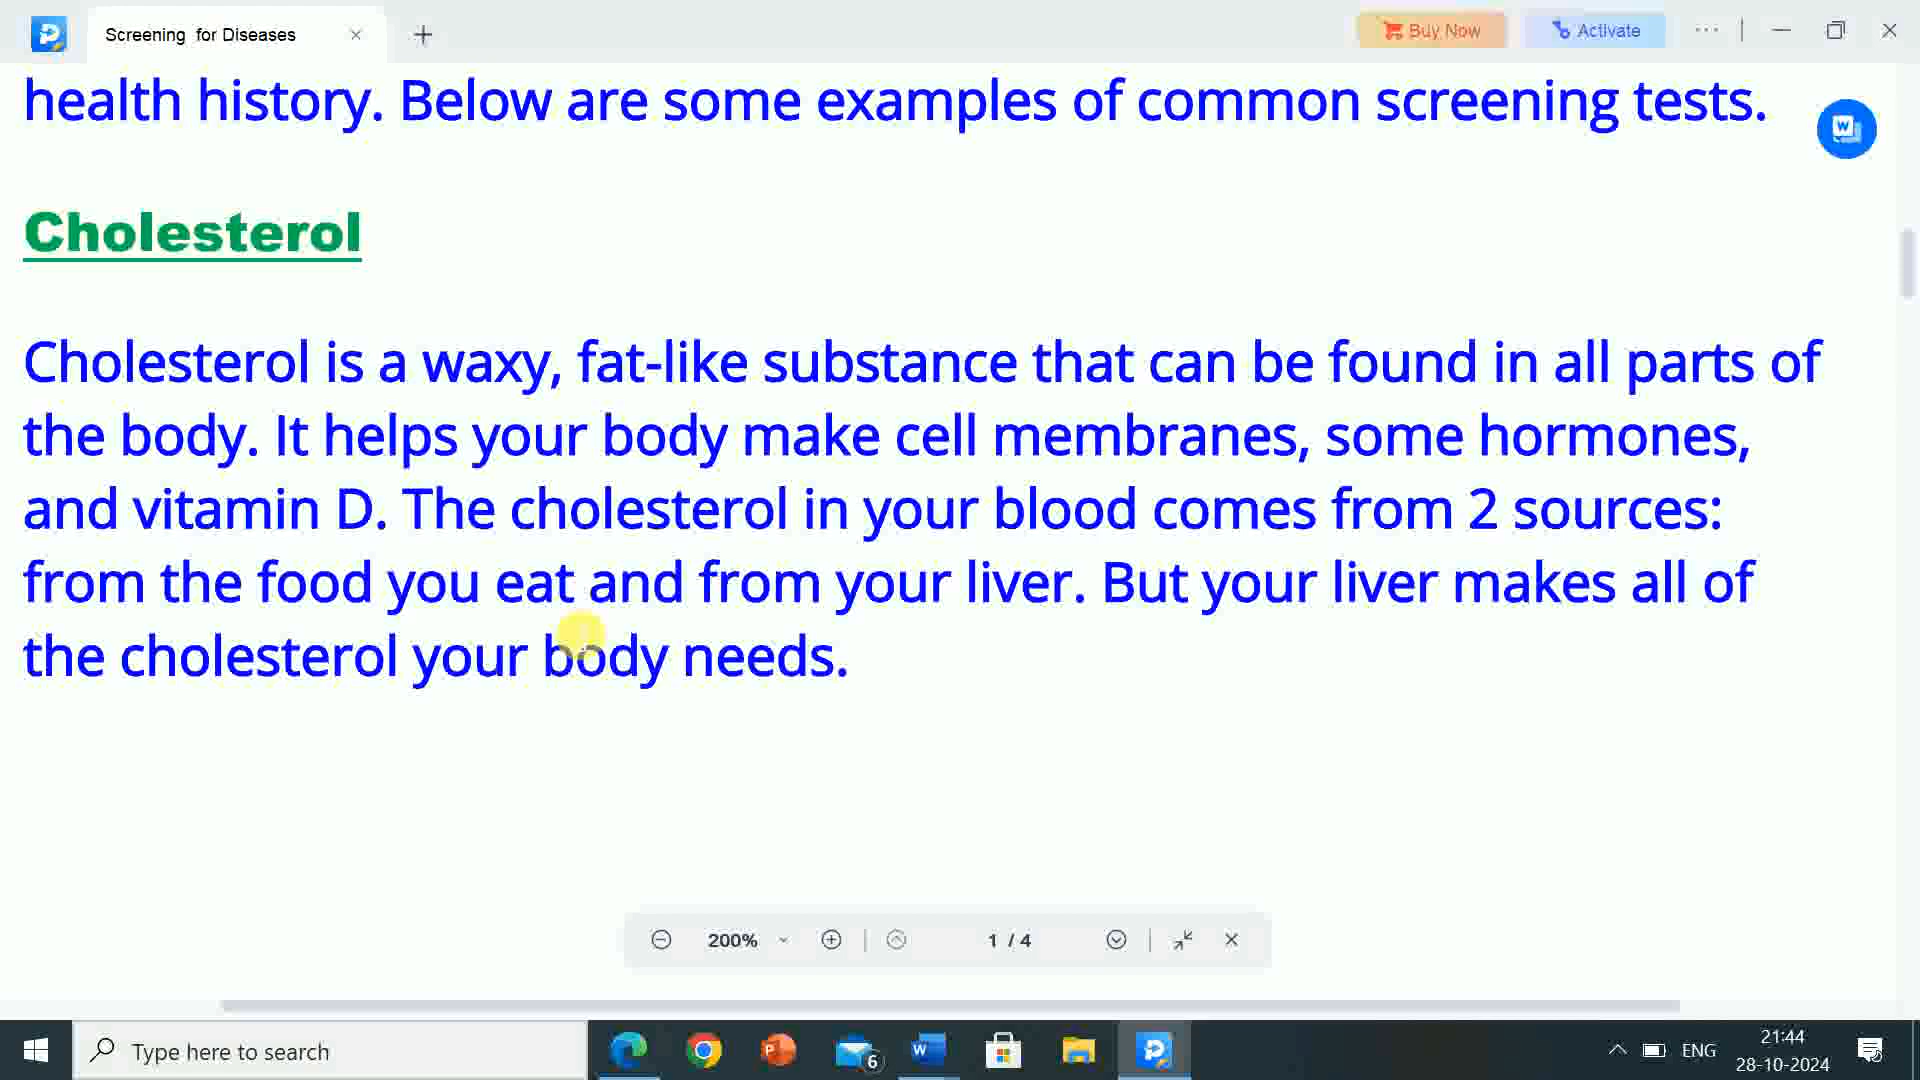 Screening for Diseases
Buy Now
Activate
health history. Below are some examples of common screening tests.
Cholesterol
Cholesterol is a waxy, fat-like substance that can be found in all parts of
the body. It helps your body make cell membranes, some hormones,
and vitamin D. The cholesterol in your blood comes from 2 sources:
from the food you eat and from your liver. But your liver makes all of
the cholesterol your body needs.
200%
1 / 4
Type here to search
6
ENG
21:44
28-10-2024